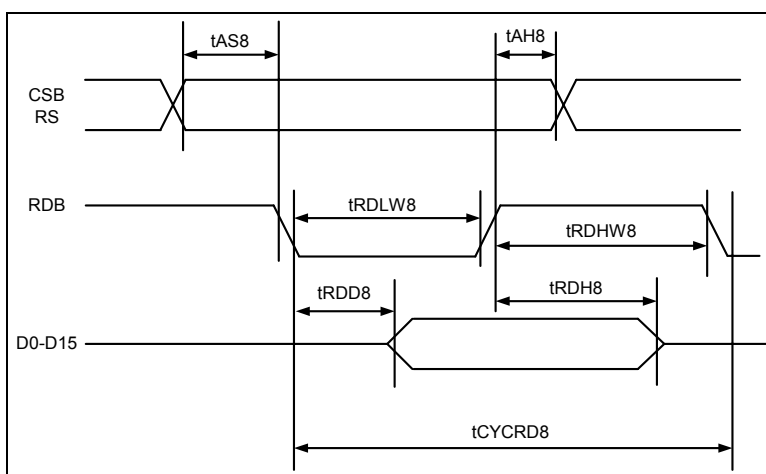 tAS8
tAH8
CSB
RS
RDB
tRDLW8
tRDHW8
tRDD8
tRDH8
D0-D15
tCYCRD8